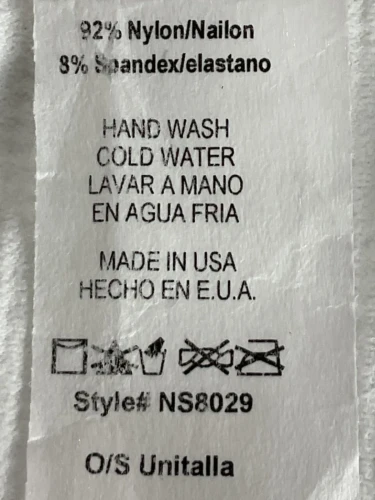 92% Nylon/Nailon
8% Spandex/elastano
HAND WASH
COLD WATER
LAVAR A MANO
EN AGUA FRIA
MADE IN USA
HECHO EN E.U.A.
Style# NS8029
O/S Unitalla